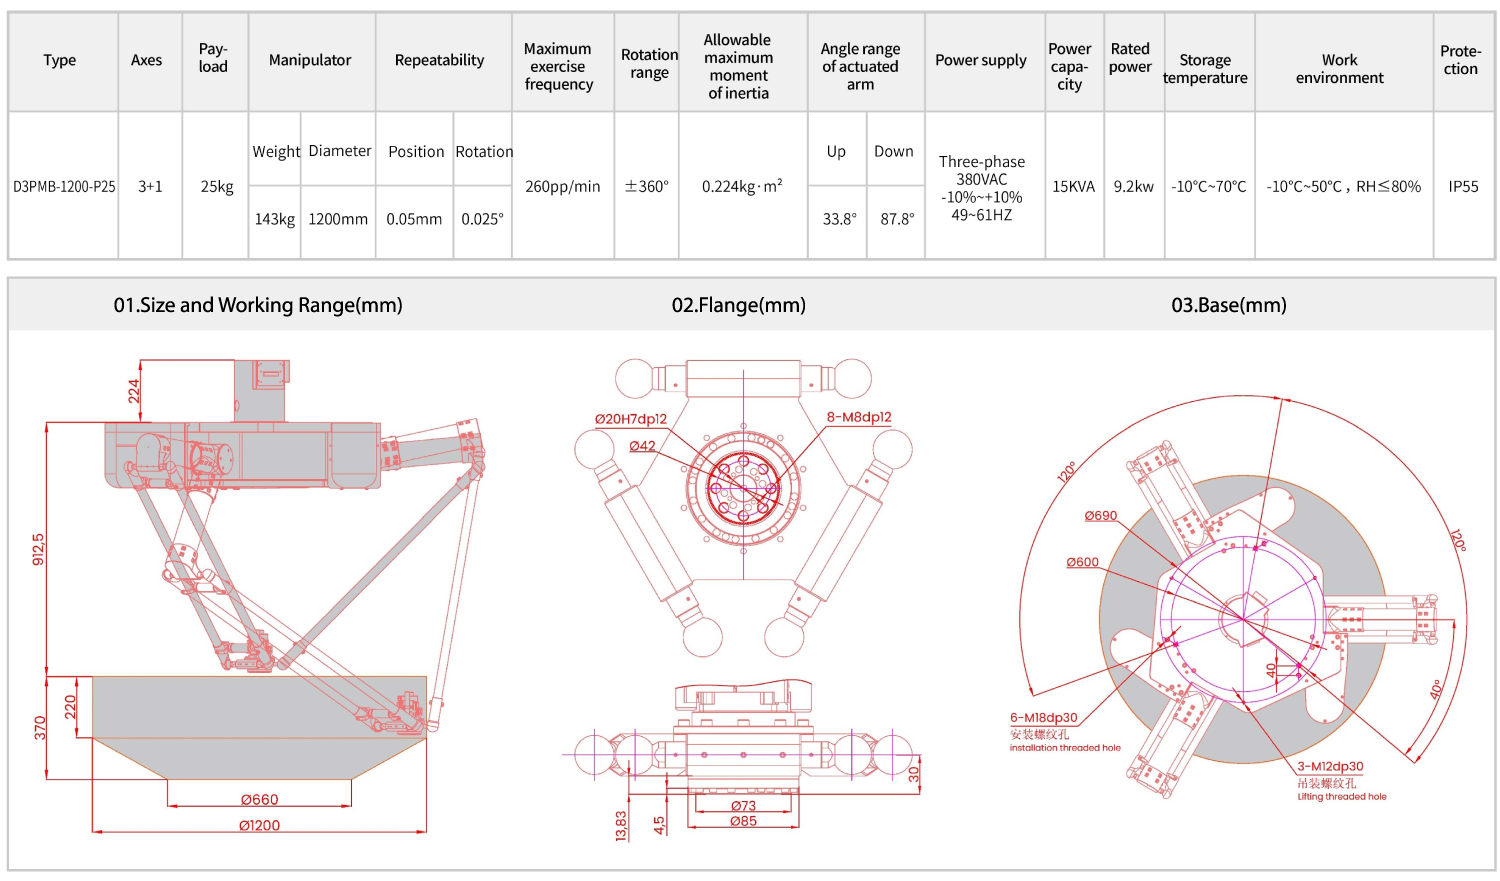 Type
Axes
Pay-
load
Manipulator
Repeatability
Maximum
exercise
frequency
Rotation
range
Allowable
maximum
moment
of inertia
Angle range
of actuated
arm
Power supply
Power
capa-
city
Rated
power
Storage
temperature
Work
environment
Prote-
ction
D3PMB-1200-P25
3+1
25kg
Weight
Diameter
143kg
1200mm
Position
Rotation
0.05mm
0.025°
260pp/min
±360°
0.224kg·m²
Up
Down
33.8°
87.8°
Three-phase
380VAC
-10%~+10%
49~61HZ
15KVA
9.2kw
-10°C~70°C
-10°C~50°C , RH≤80%
IP55
01.Size and Working Range(mm)
02.Flange(mm)
03.Base(mm)
224
912,5
220
370
Ø660
Ø1200
Ø20H7dp12
8-M8dp12
Ø42
30
Ø73
Ø85
13,83
4,5
120°
120°
Ø690
Ø600
40
40°
6-M18dp30
安装螺纹孔
installation threaded hole
3-M12dp30
吊装螺纹孔
Lifting threaded hole